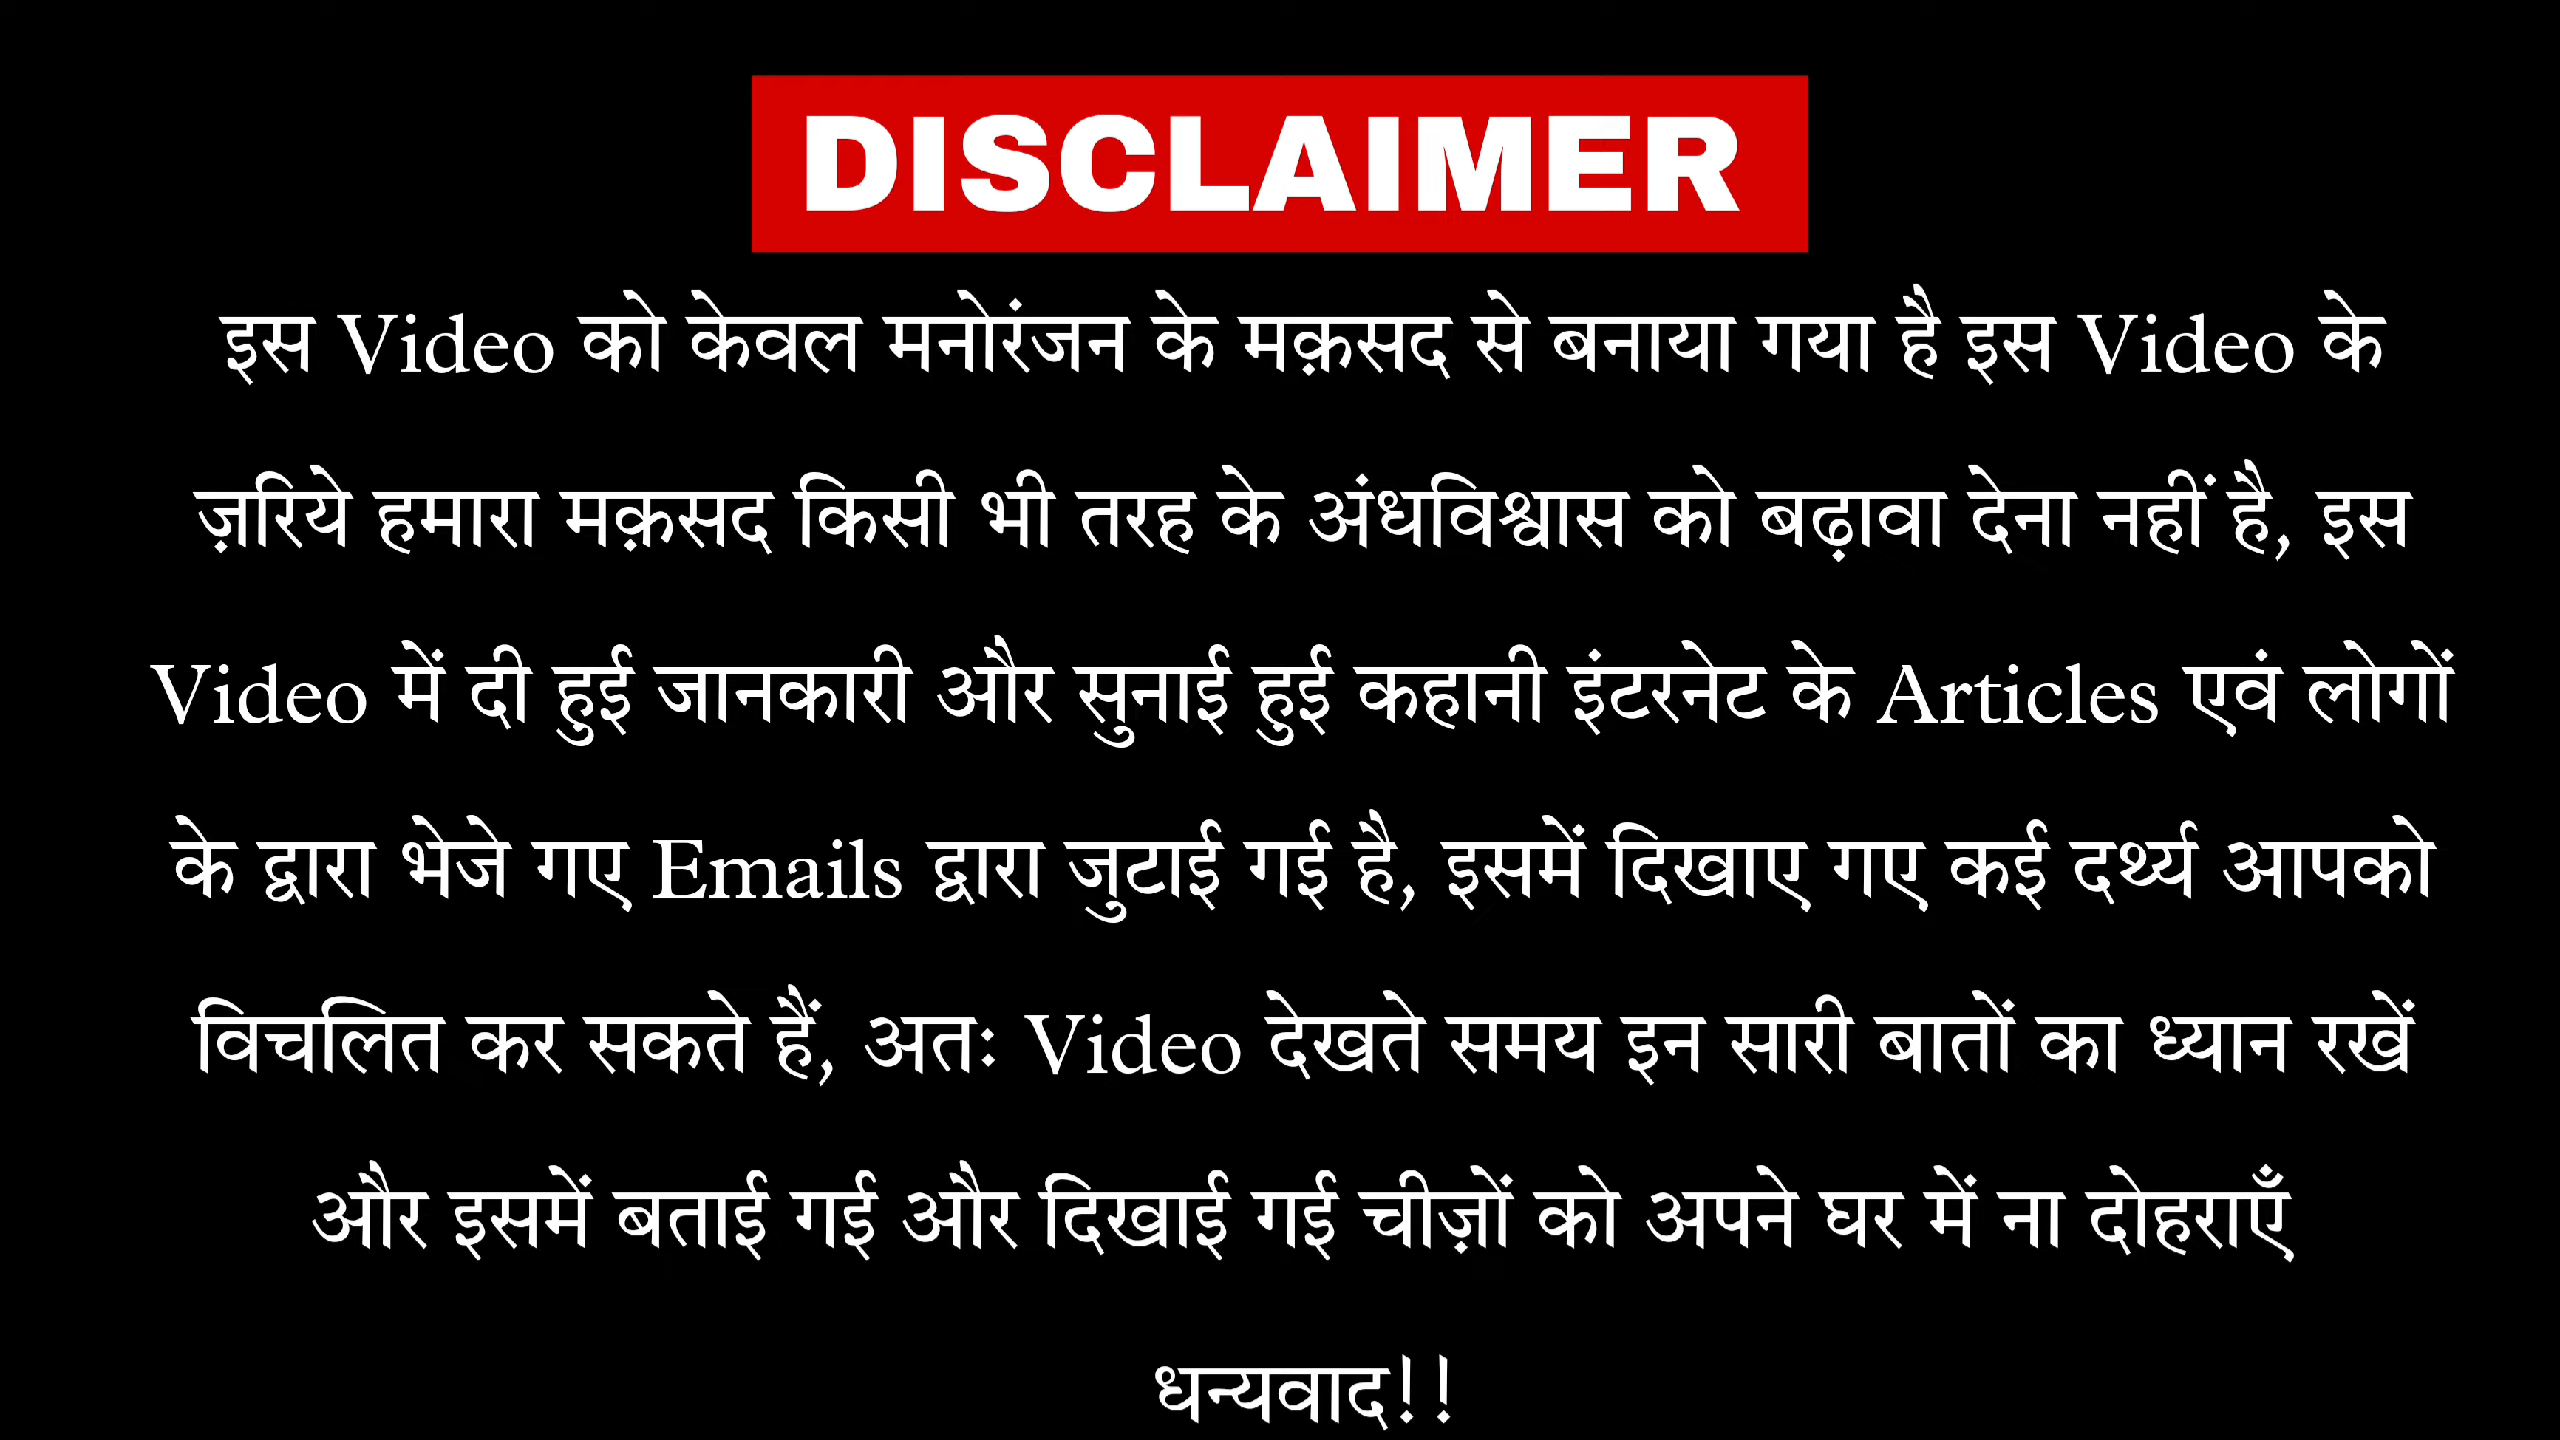 DISCLAIMER
इस Video को केवल मनोरंजन के मक़सद से बनाया गया है इस Video के
ज़रिये हमारा मक़सद किसी भी तरह के अंधविश्वास को बढ़ावा देना नहीं है, इस
Video में दी हुई जानकारी और सुनाई हुई कहानी इंटरनेट के Articles एवं लोगों
के द्वारा भेजे गए Emails द्वारा जुटाई गई है, इसमें दिखाए गए कई दर्थ्य आपको
विचलित कर सकते हैं, अतः Video देखते समय इन सारी बातों का ध्यान रखें
और इसमें बताई गई और दिखाई गई चीज़ों को अपने घर में ना दोहराएँ
धन्यवाद!!